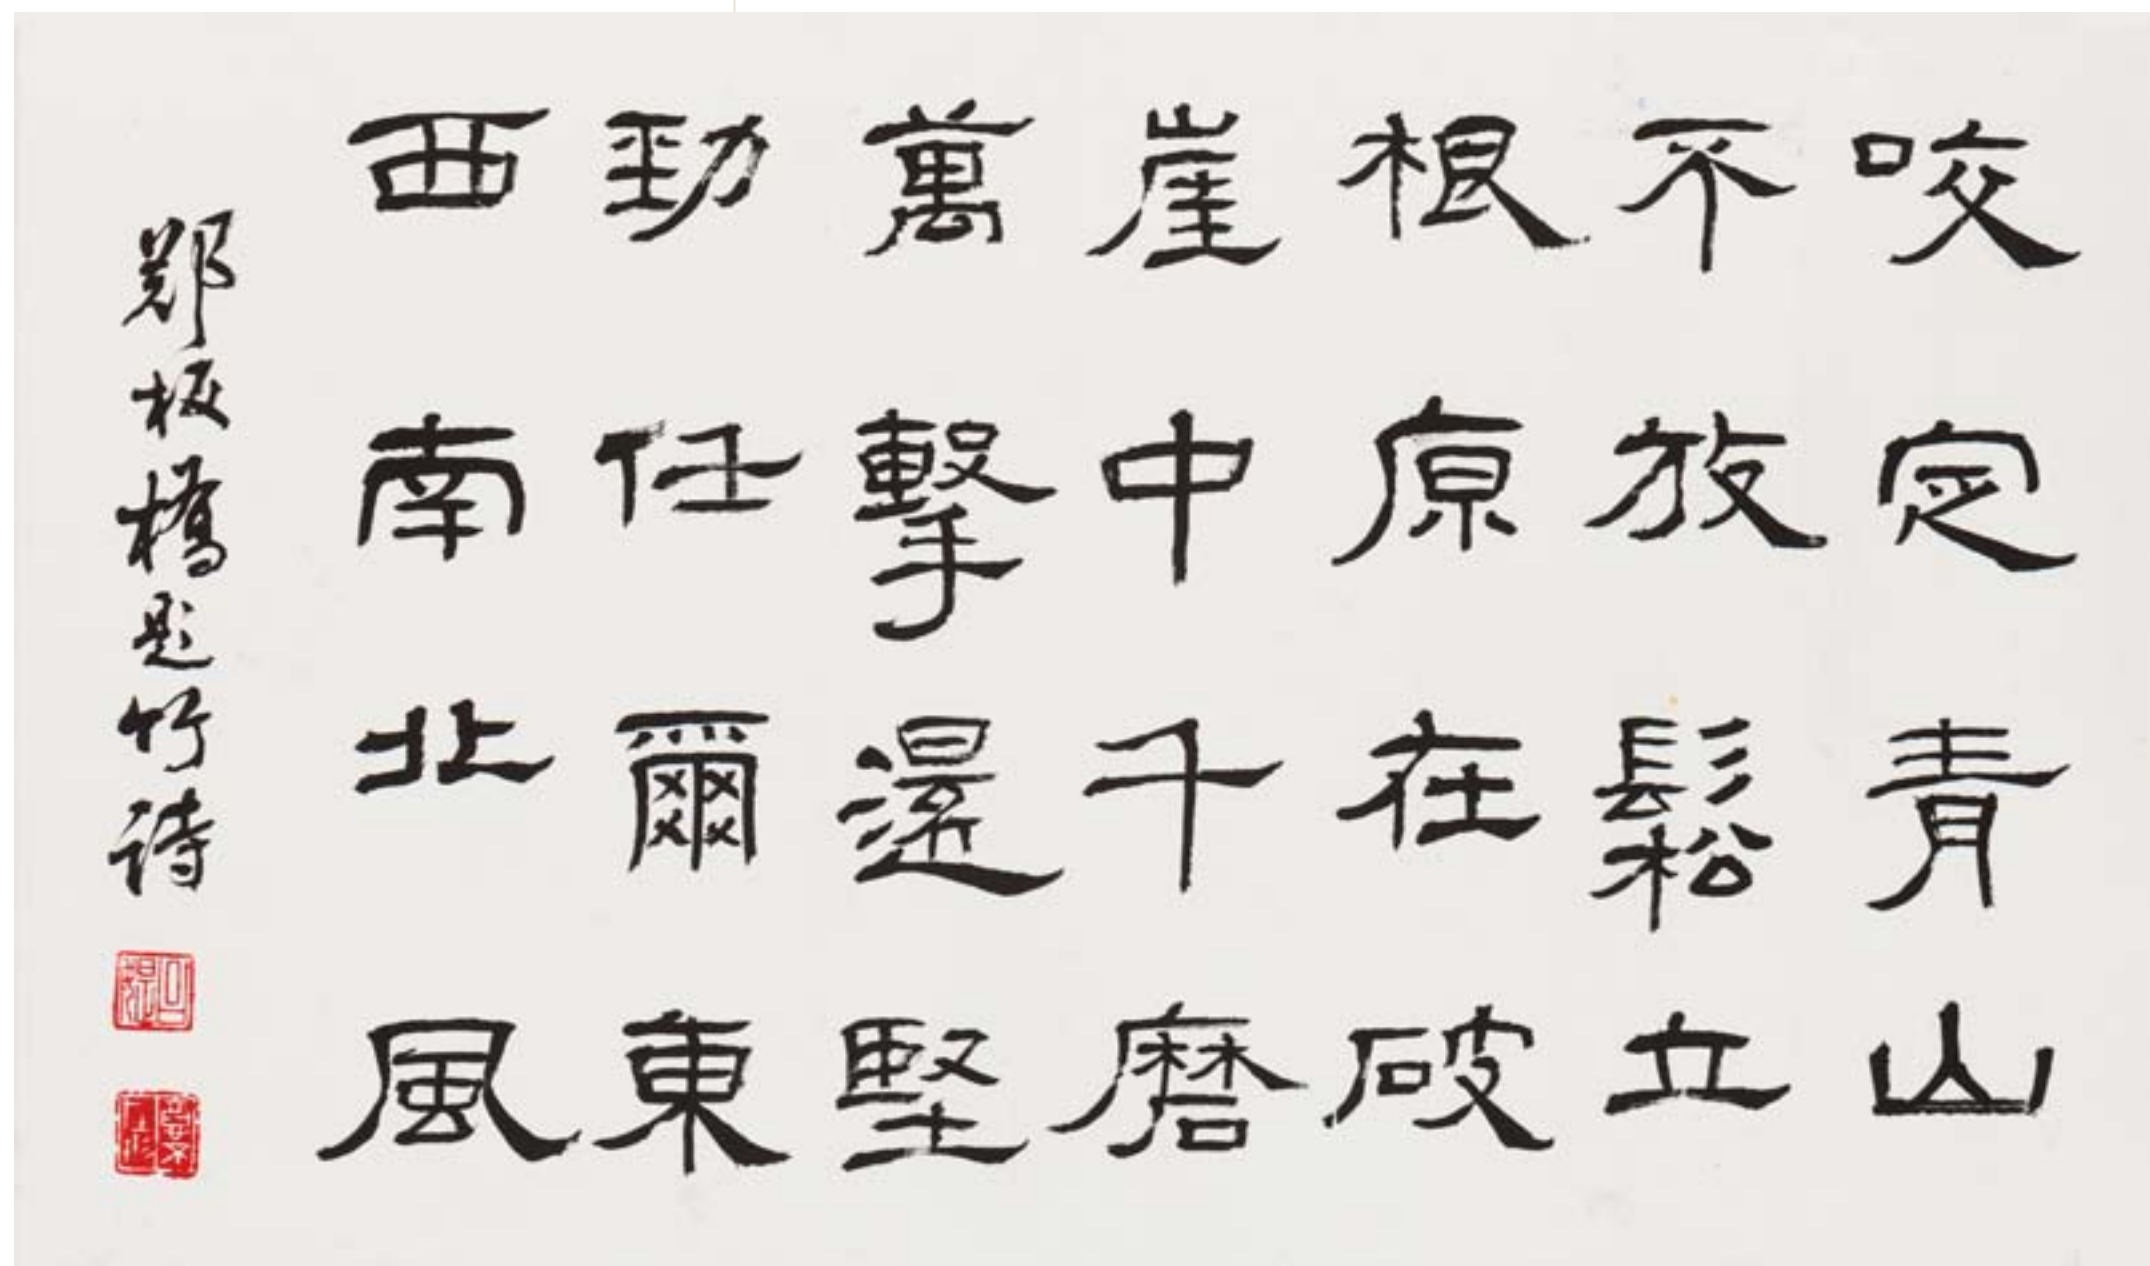 咬定青山
不放鬆立
根原在破
崖中千磨
萬擊還堅
勁任爾東
西南北風
鄭板橋題竹詩